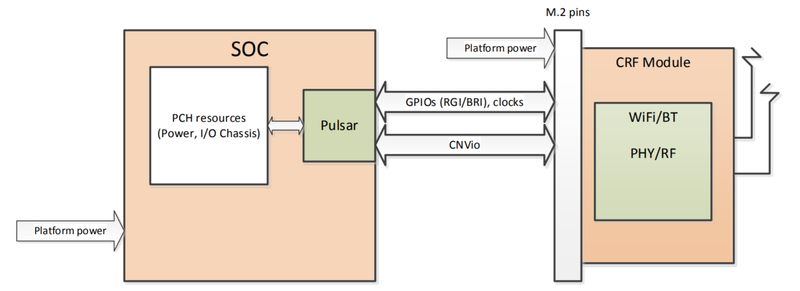 M.2 pins
SOC
Platform power
CRF Module
PCH resources
(Power, I/O Chassis)
Pulsar
GPIOs (RGI/BRI), clocks
CNVio
WiFi/BT
PHY/RF
Platform power